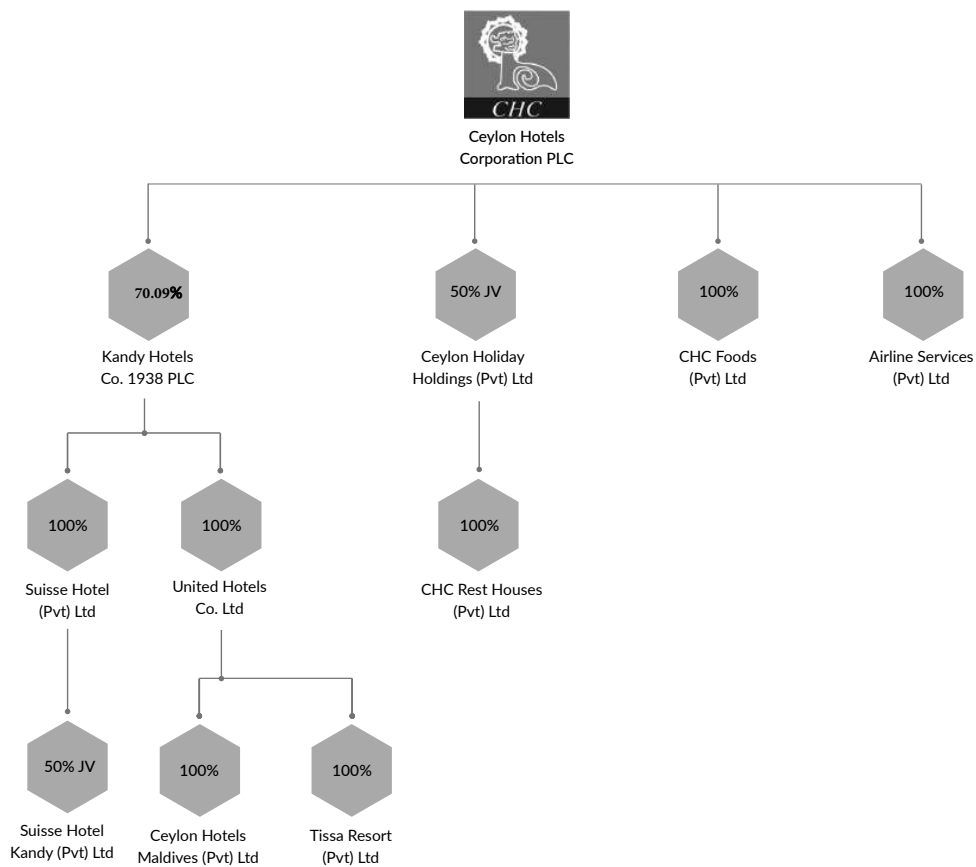 CHC
Ceylon Hotels
Corporation PLC
70.09%
50% JV
100%
100%
Kandy Hotels
Co. 1938 PLC
Ceylon Holiday
Holdings (Pvt) Ltd
CHC Foods
(Pvt) Ltd
Airline Services
(Pvt) Ltd
100%
100%
100%
Suisse Hotel
(Pvt) Ltd
United Hotels
Co. Ltd
CHC Rest Houses
(Pvt) Ltd
50% JV
100%
100%
Suisse Hotel
Kandy (Pvt) Ltd
Ceylon Hotels
Maldives (Pvt) Ltd
Tissa Resort
(Pvt) Ltd